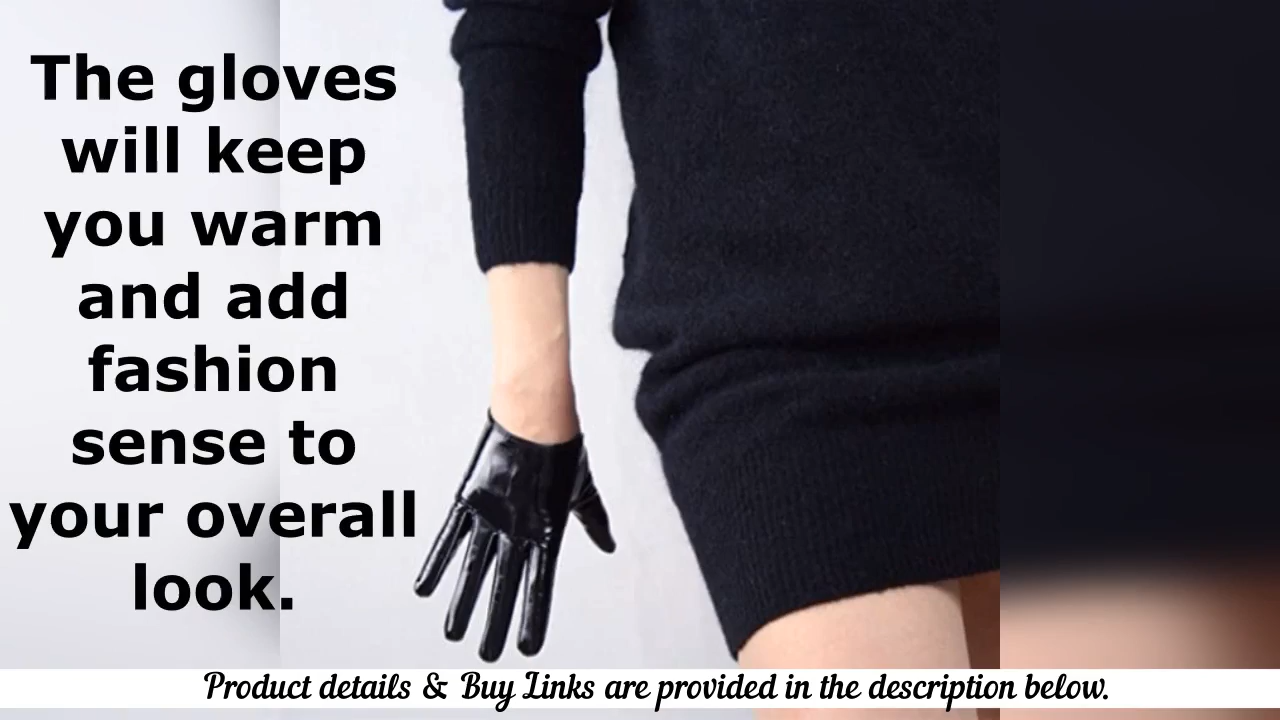 The gloves
will keep
you warm
and add
fashion
sense to
your overall
look.
Product details & Buy Links are provided in the description below.